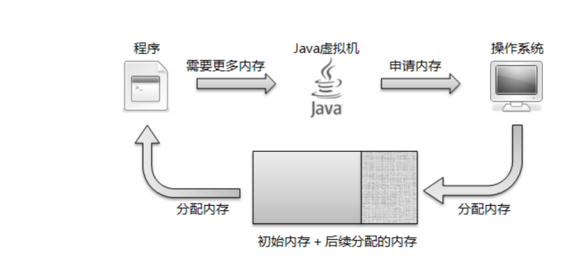 程序
Java虚拟机
操作系统
需要更多内存
申请内存
>_
Java
分配内存
分配内存
初始内存 + 后续分配的内存